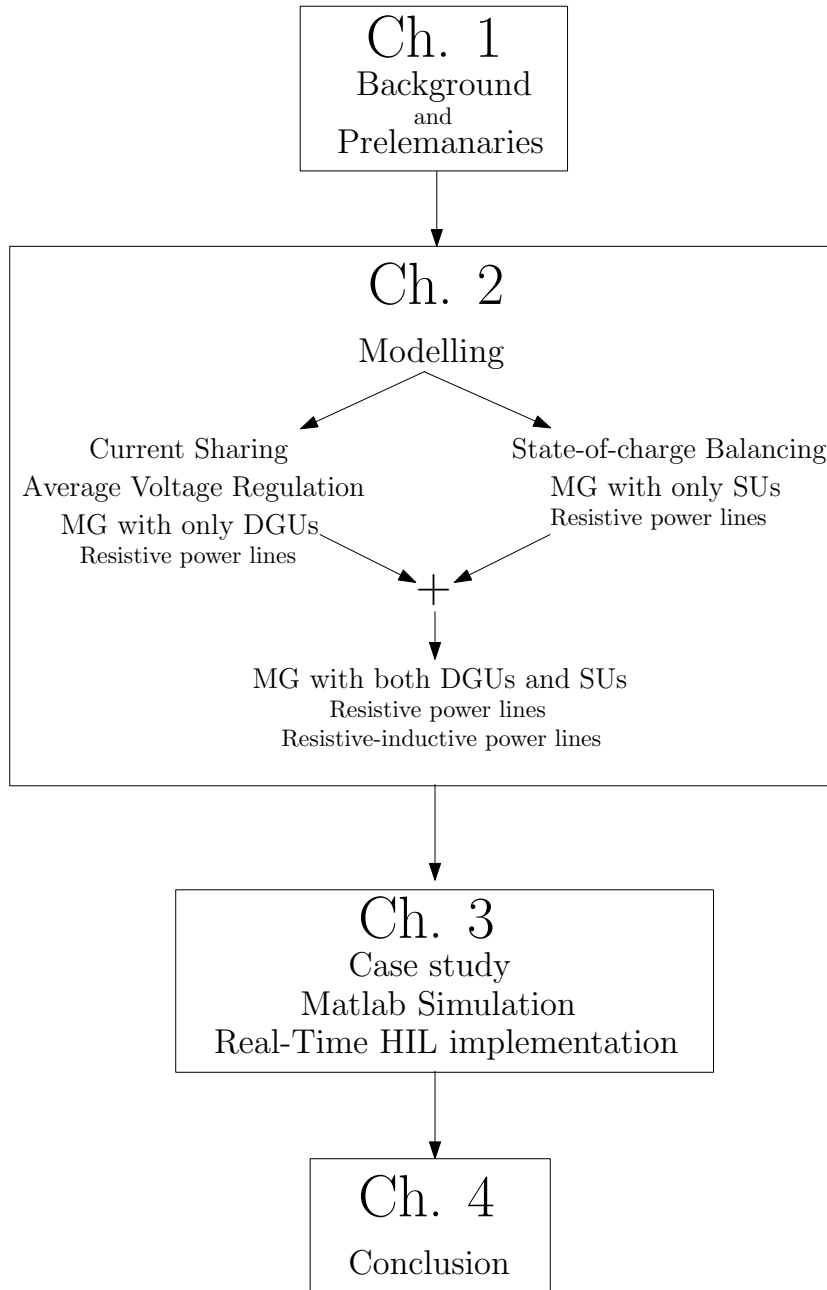 Ch. 1
Background
and
Prelemanaries
Ch. 2
Modelling
Current Sharing
Average Voltage Regulation
MG with only DGUs
Resistive power lines
State-of-charge Balancing
MG with only SUs
Resistive power lines
+
MG with both DGUs and SUs
Resistive power lines
Resistive-inductive power lines
Ch. 3
Case study
Matlab Simulation
Real-Time HIL implementation
Ch. 4
Conclusion